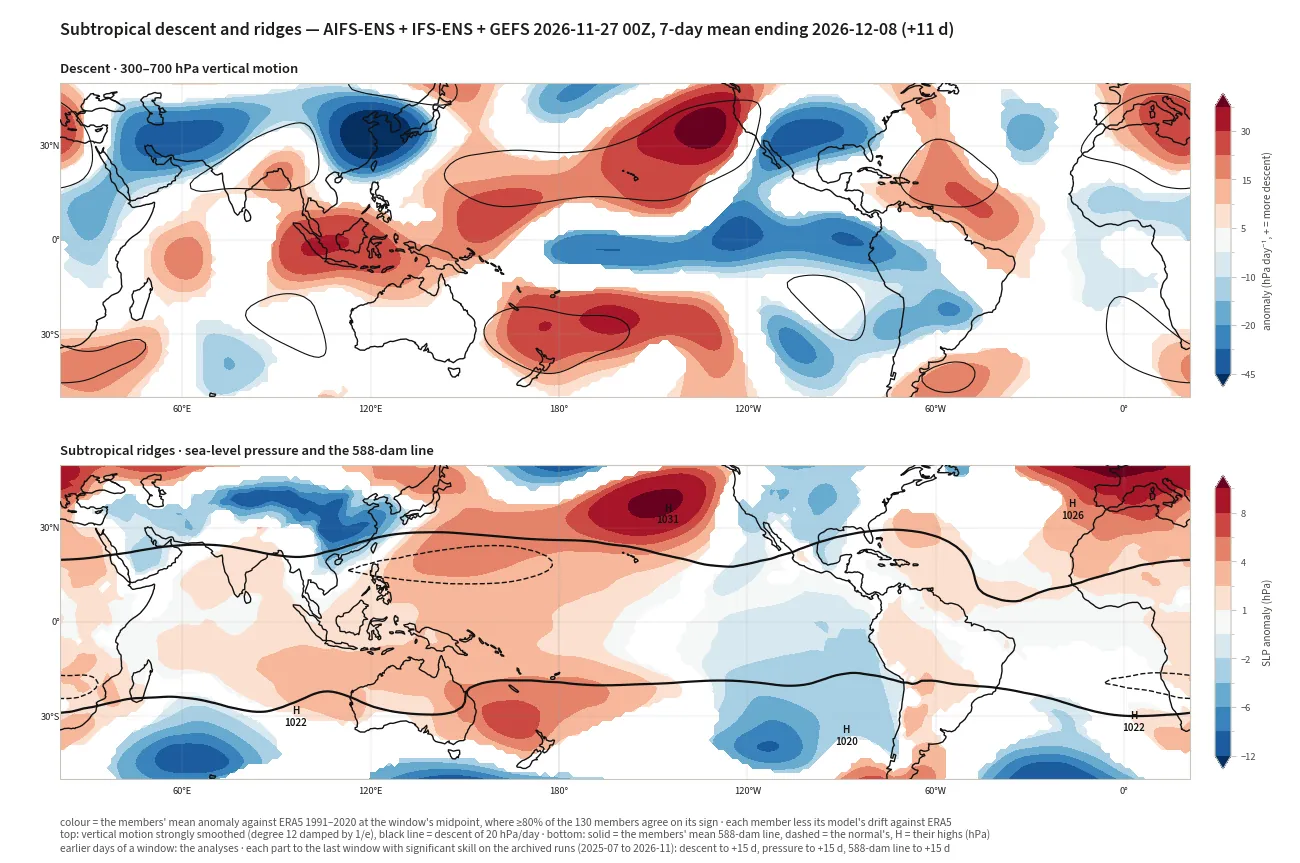 Subtropical descent and ridges — AIFS-ENS + IFS-ENS + GEFS 2026-11-27 00Z, 7-day mean ending 2026-12-08 (+11 d)
Descent · 300–700 hPa vertical motion
30°N
0°
30°S
60°E
120°E
180°
120°W
60°W
0°
30
15
5
−10
−20
−45
anomaly (hPa day⁻¹, + = more descent)
Subtropical ridges · sea-level pressure and the 588-dam line
30°N
0°
30°S
H
1031
H
1026
H
1022
H
1020
H
1022
60°E
120°E
180°
120°W
60°W
0°
8
4
1
−2
−6
−12
SLP anomaly (hPa)
colour = the members' mean anomaly against ERA5 1991–2020 at the window's midpoint, where ≥80% of the 130 members agree on its sign · each member less its model's drift against ERA5
top: vertical motion strongly smoothed (degree 12 damped by 1/e), black line = descent of 20 hPa/day · bottom: solid = the members' mean 588-dam line, dashed = the normal's, H = their highs (hPa)
earlier days of a window: the analyses · each part to the last window with significant skill on the archived runs (2025-07 to 2026-11): descent to +15 d, pressure to +15 d, 588-dam line to +15 d